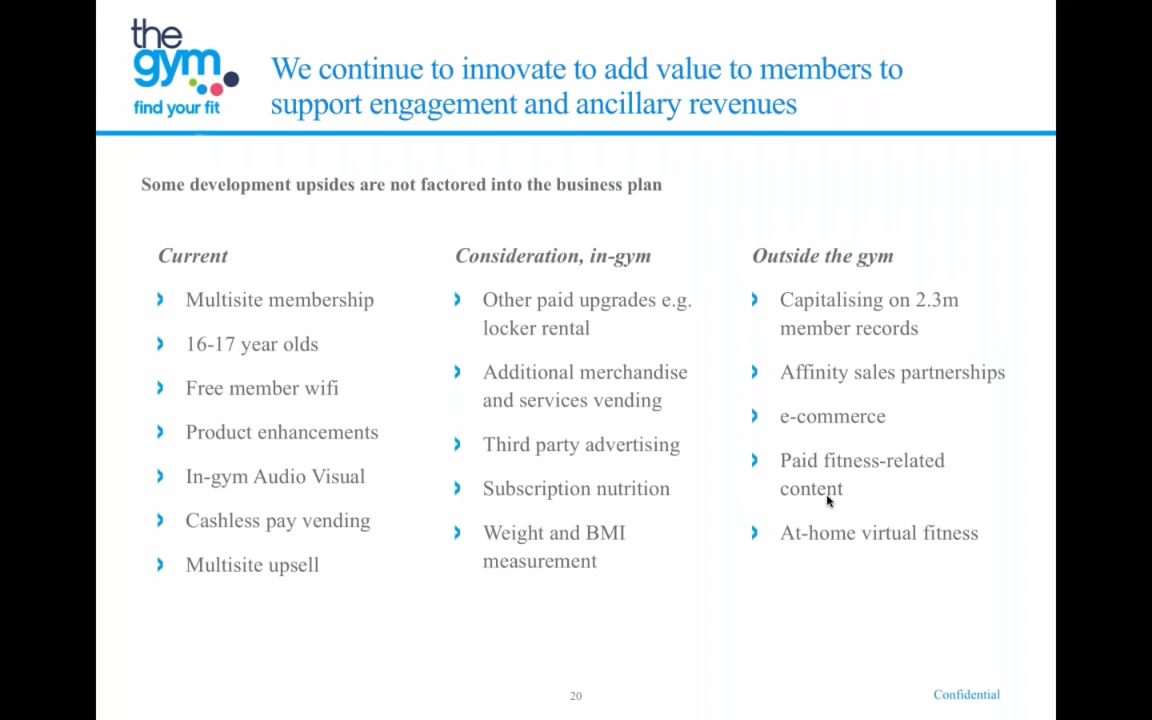 the
gym
find your fit
We continue to innovate to add value to members to
support engagement and ancillary revenues
Some development upsides are not factored into the business plan
Current
Multisite membership
16-17 year olds
Free member wifi
Product enhancements
In-gym Audio Visual
Cashless pay vending
Multisite upsell
Consideration, in-gym
Other paid upgrades e.g.
locker rental
Additional merchandise
and services vending
Third party advertising
Subscription nutrition
Weight and BMI
measurement
Outside the gym
Capitalising on 2.3m
member records
Affinity sales partnerships
e-commerce
Paid fitness-related
content
At-home virtual fitness
20
Confidential